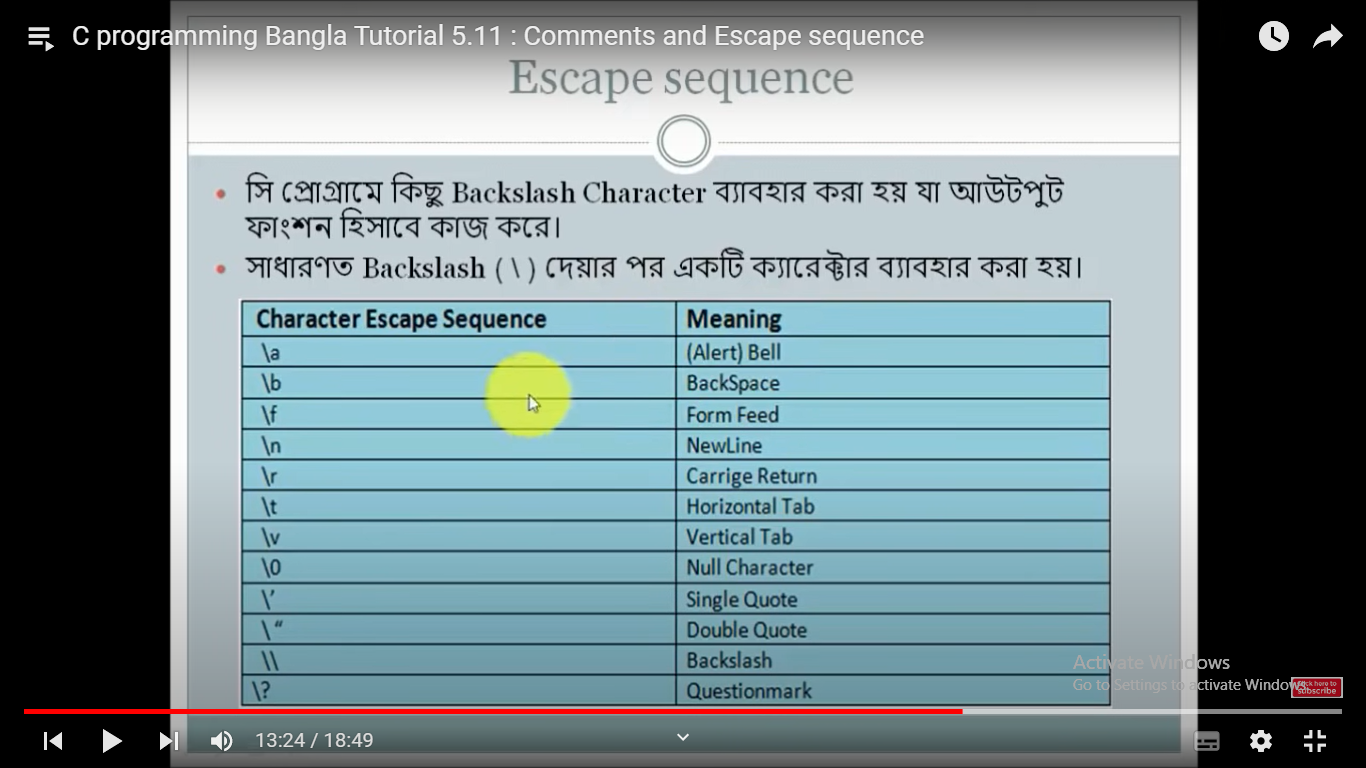 C programming Bangla Tutorial 5.11 : Comments and Escape sequence
Escape sequence
• সি প্রোগ্রামে কিছু Backslash Character ব্যাবহার করা হয় যা আউটপুট
ফাংশন হিসাবে কাজ করে।
• সাধারণত Backslash ( \ ) দেয়ার পর একটি ক্যারেক্টার ব্যাবহার করা হয়।
Character Escape Sequence Meaning
\a (Alert) Bell
\b BackSpace
\f Form Feed
\n NewLine
\r Carrige Return
\t Horizontal Tab
\v Vertical Tab
\0 Null Character
\’ Single Quote
\ “ Double Quote
\\ Backslash
\? Questionmark
Activate Windows
Go to Settings to activate Windows.
click here to
subscribe
13:24 / 18:49